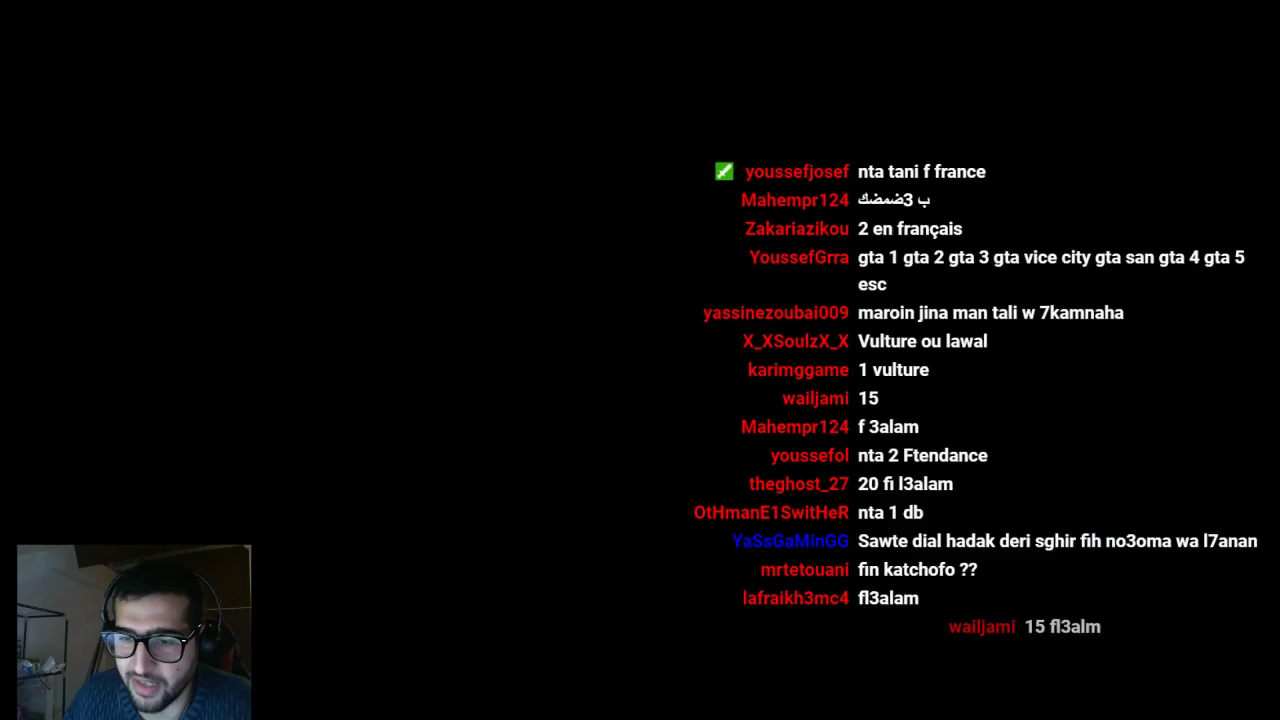 youssefjosef nta tani f france
Mahempr124 ب 3ضمضك
Zakariazikou 2 en français
YoussefGrra gta 1 gta 2 gta 3 gta vice city gta san gta 4 gta 5
esc
yassinezoubai009 maroin jina man tali w 7kamnaha
X_XSoulzX_X Vulture ou lawal
karimggame 1 vulture
wailjami 15
Mahempr124 f 3alam
youssefol nta 2 Ftendance
theghost_27 20 fi l3alam
OtHmanE1SwitHeR nta 1 db
YaSsGaMinGG Sawte dial hadak deri sghir fih no3oma wa l7anan
mrtetouani fin katchofo ??
lafraikh3mc4 fl3alam
wailjami 15 fl3alm